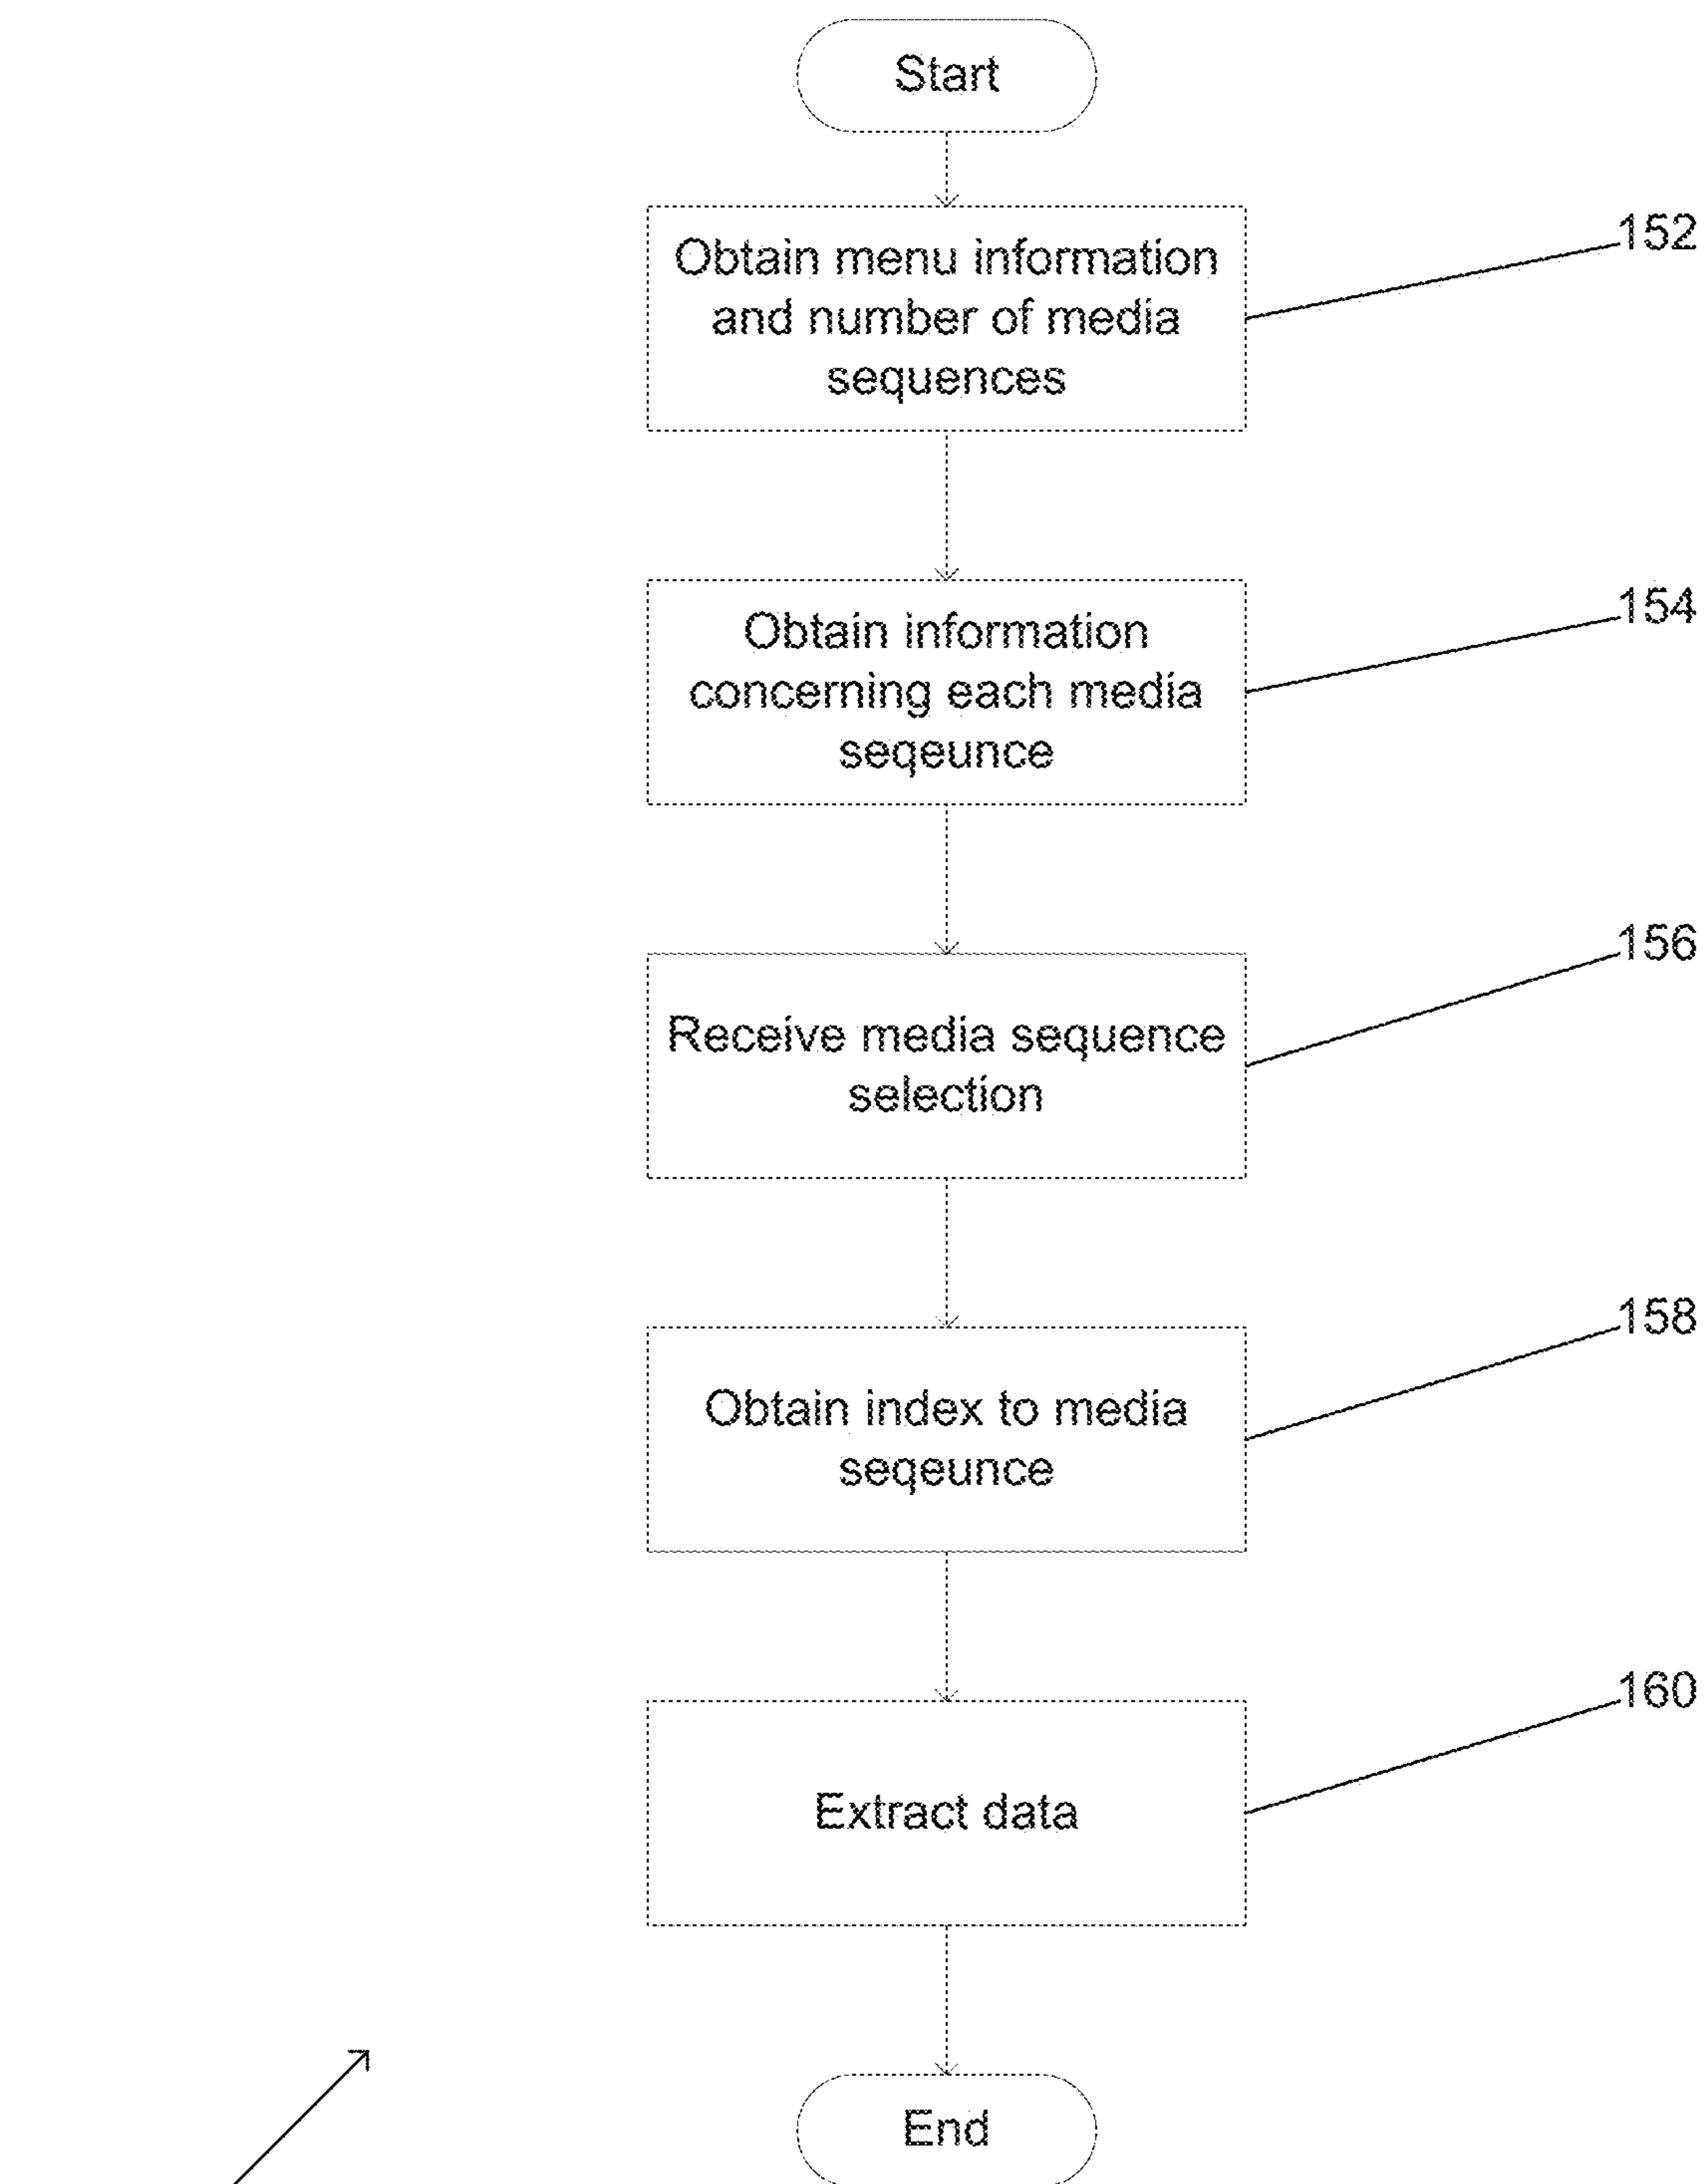 Start
Obtain menu information
and number of media
sequences
152
Obtain information
concerning each media
seqeunce
154
Receive media sequence
selection
156
Obtain index to media
seqeunce
158
Extract data
160
End